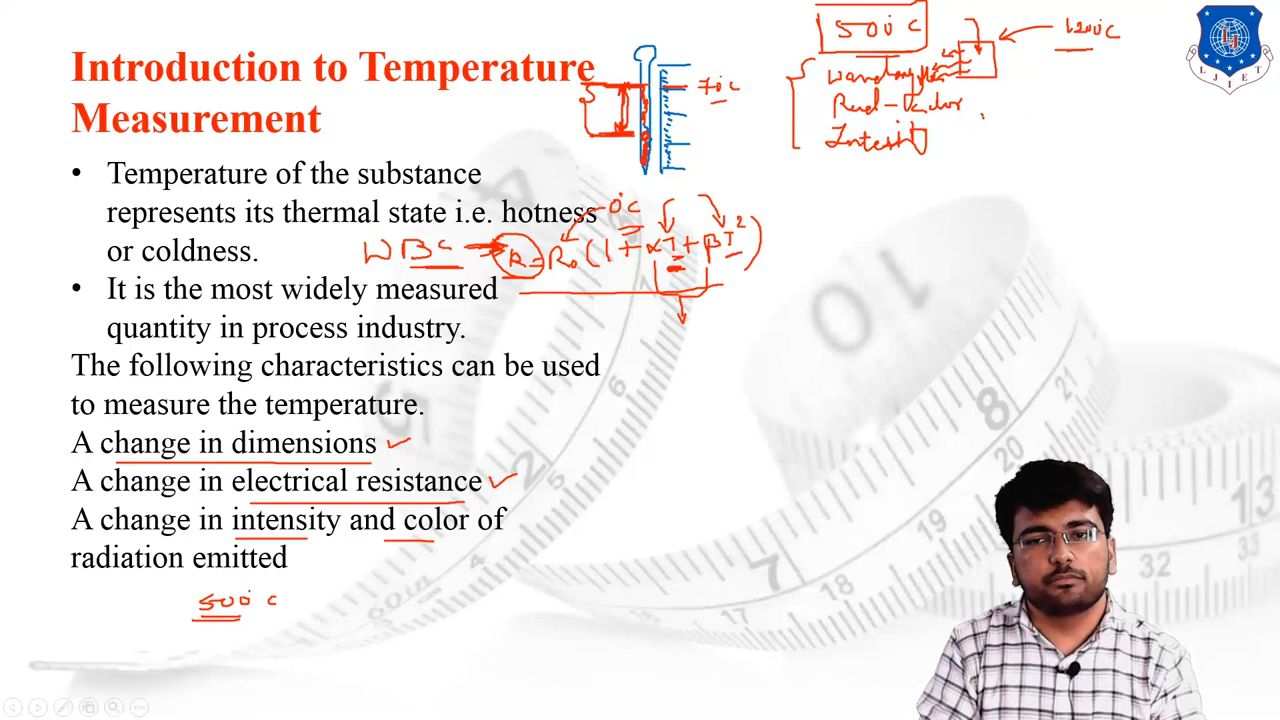 Introduction to Temperature
Measurement
• Temperature of the substance
represents its thermal state i.e. hotness
or coldness.
• It is the most widely measured
quantity in process industry.
The following characteristics can be used
to measure the temperature.
A change in dimensions ✓
A change in electrical resistance ✓
A change in intensity and color of
radiation emitted
500°C
70°C
0°C
R = R₀(1 + αT + βT²)
500°C
1200°C
LJIET